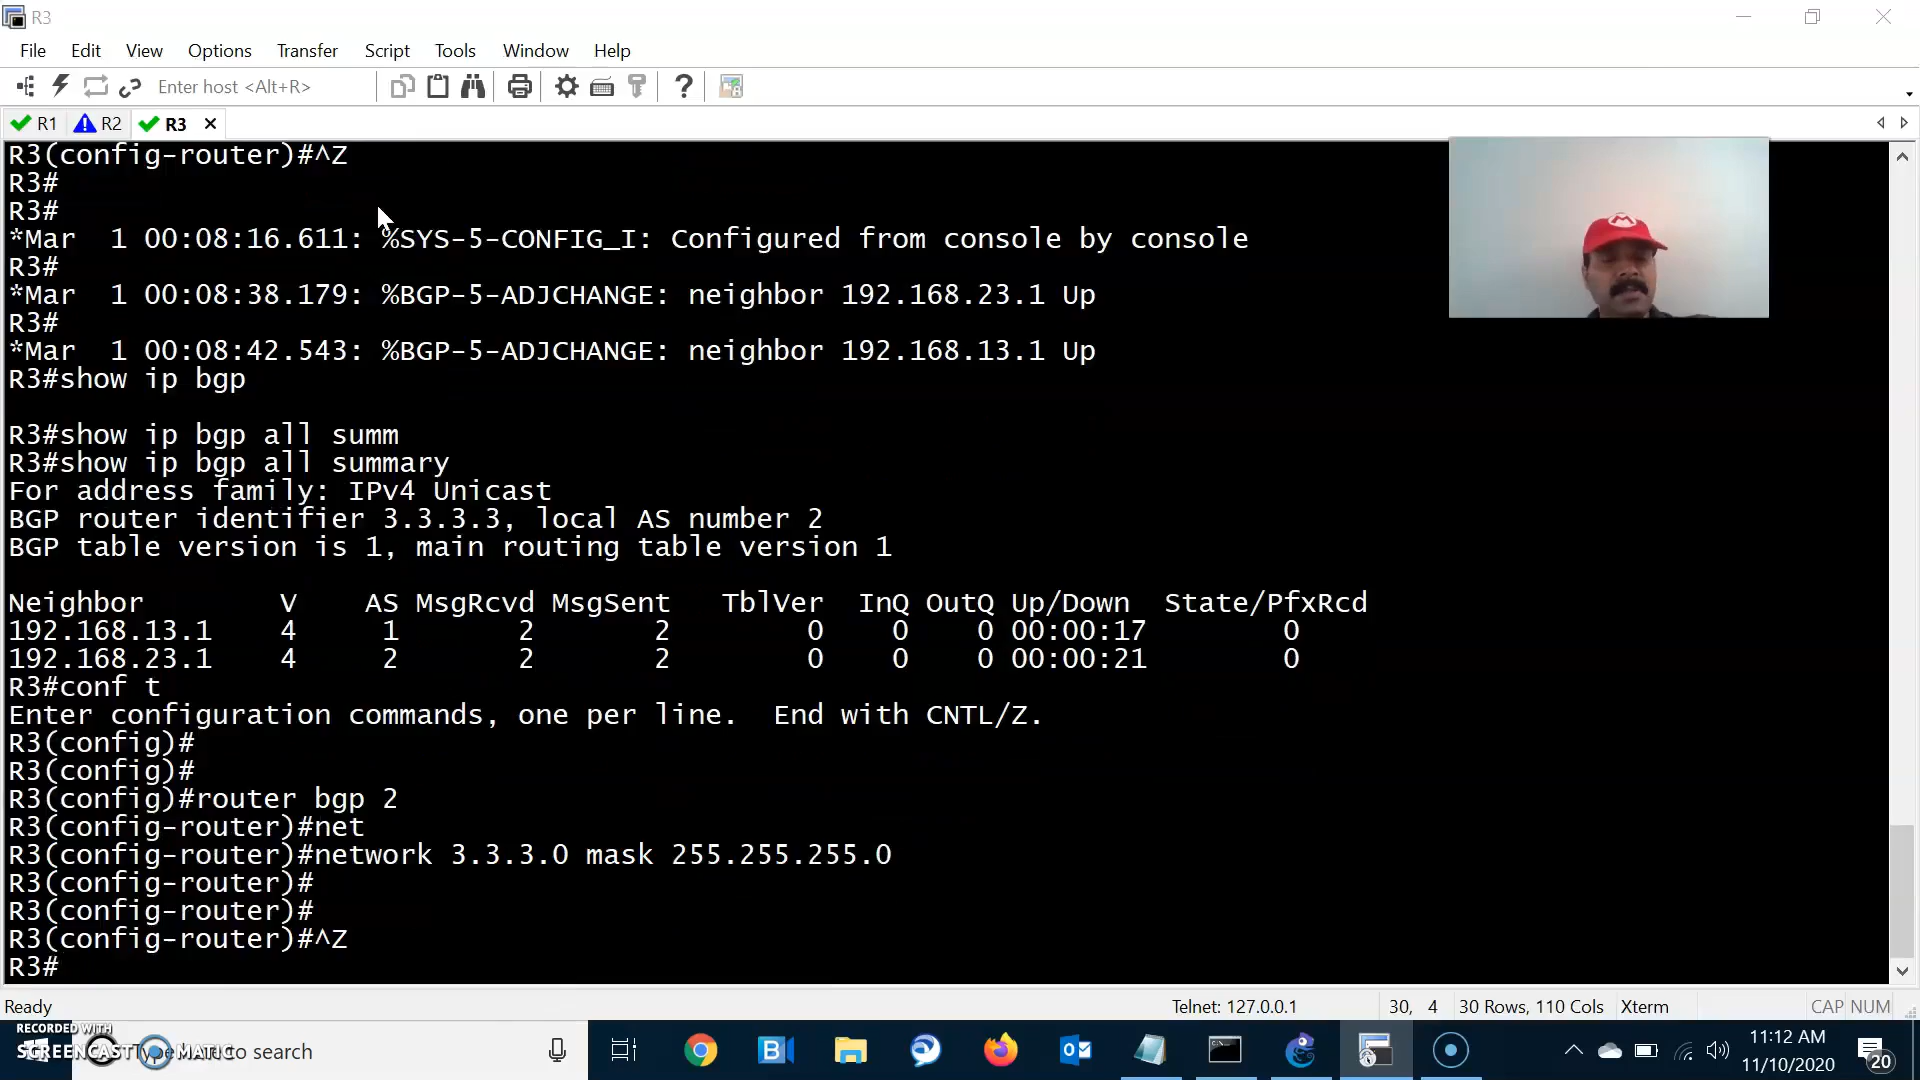 R3
File Edit View Options Transfer Script Tools Window Help
Enter host <Alt+R>
R1 R2 R3
R3(config-router)#^Z
R3#
R3#
*Mar  1 00:08:16.611: %SYS-5-CONFIG_I: Configured from console by console
R3#
*Mar  1 00:08:38.179: %BGP-5-ADJCHANGE: neighbor 192.168.23.1 Up
R3#
*Mar  1 00:08:42.543: %BGP-5-ADJCHANGE: neighbor 192.168.13.1 Up
R3#show ip bgp
R3#show ip bgp all summ
R3#show ip bgp all summary
For address family: IPv4 Unicast
BGP router identifier 3.3.3.3, local AS number 2
BGP table version is 1, main routing table version 1
Neighbor V AS MsgRcvd MsgSent TblVer InQ OutQ Up/Down State/PfxRcd
192.168.13.1 4 1 2 2 0 0 0 00:00:17 0
192.168.23.1 4 2 2 2 0 0 0 00:00:21 0
R3#conf t
Enter configuration commands, one per line.  End with CNTL/Z.
R3(config)#
R3(config)#
R3(config)#router bgp 2
R3(config-router)#net
R3(config-router)#network 3.3.3.0 mask 255.255.255.0
R3(config-router)#
R3(config-router)#
R3(config-router)#^Z
R3#
Ready Telnet: 127.0.0.1 30, 4 30 Rows, 110 Cols Xterm CAP NUM
RECORDED WITH
SCREENCAST MATIC
to search
11:12 AM
11/10/2020
20